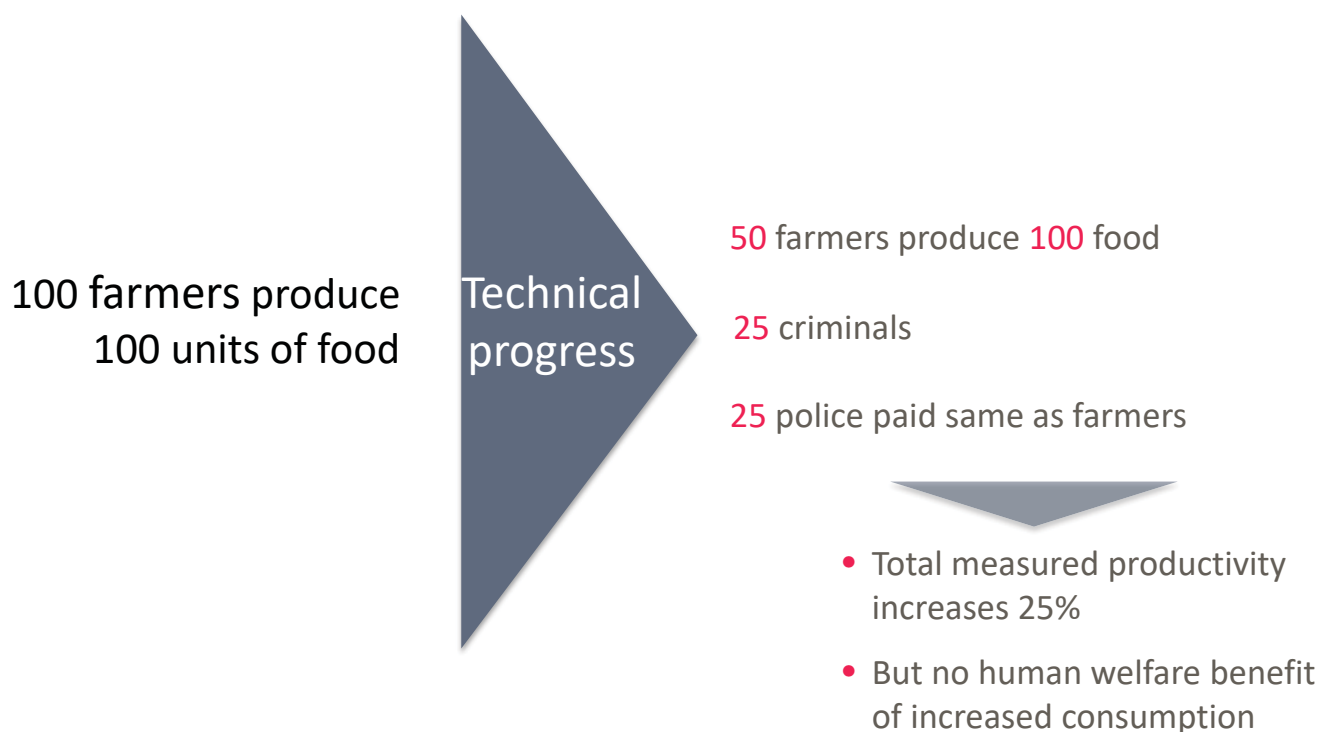 100 farmers produce
100 units of food
Technical
progress
50 farmers produce 100 food
25 criminals
25 police paid same as farmers
• Total measured productivity
increases 25%
• But no human welfare benefit
of increased consumption